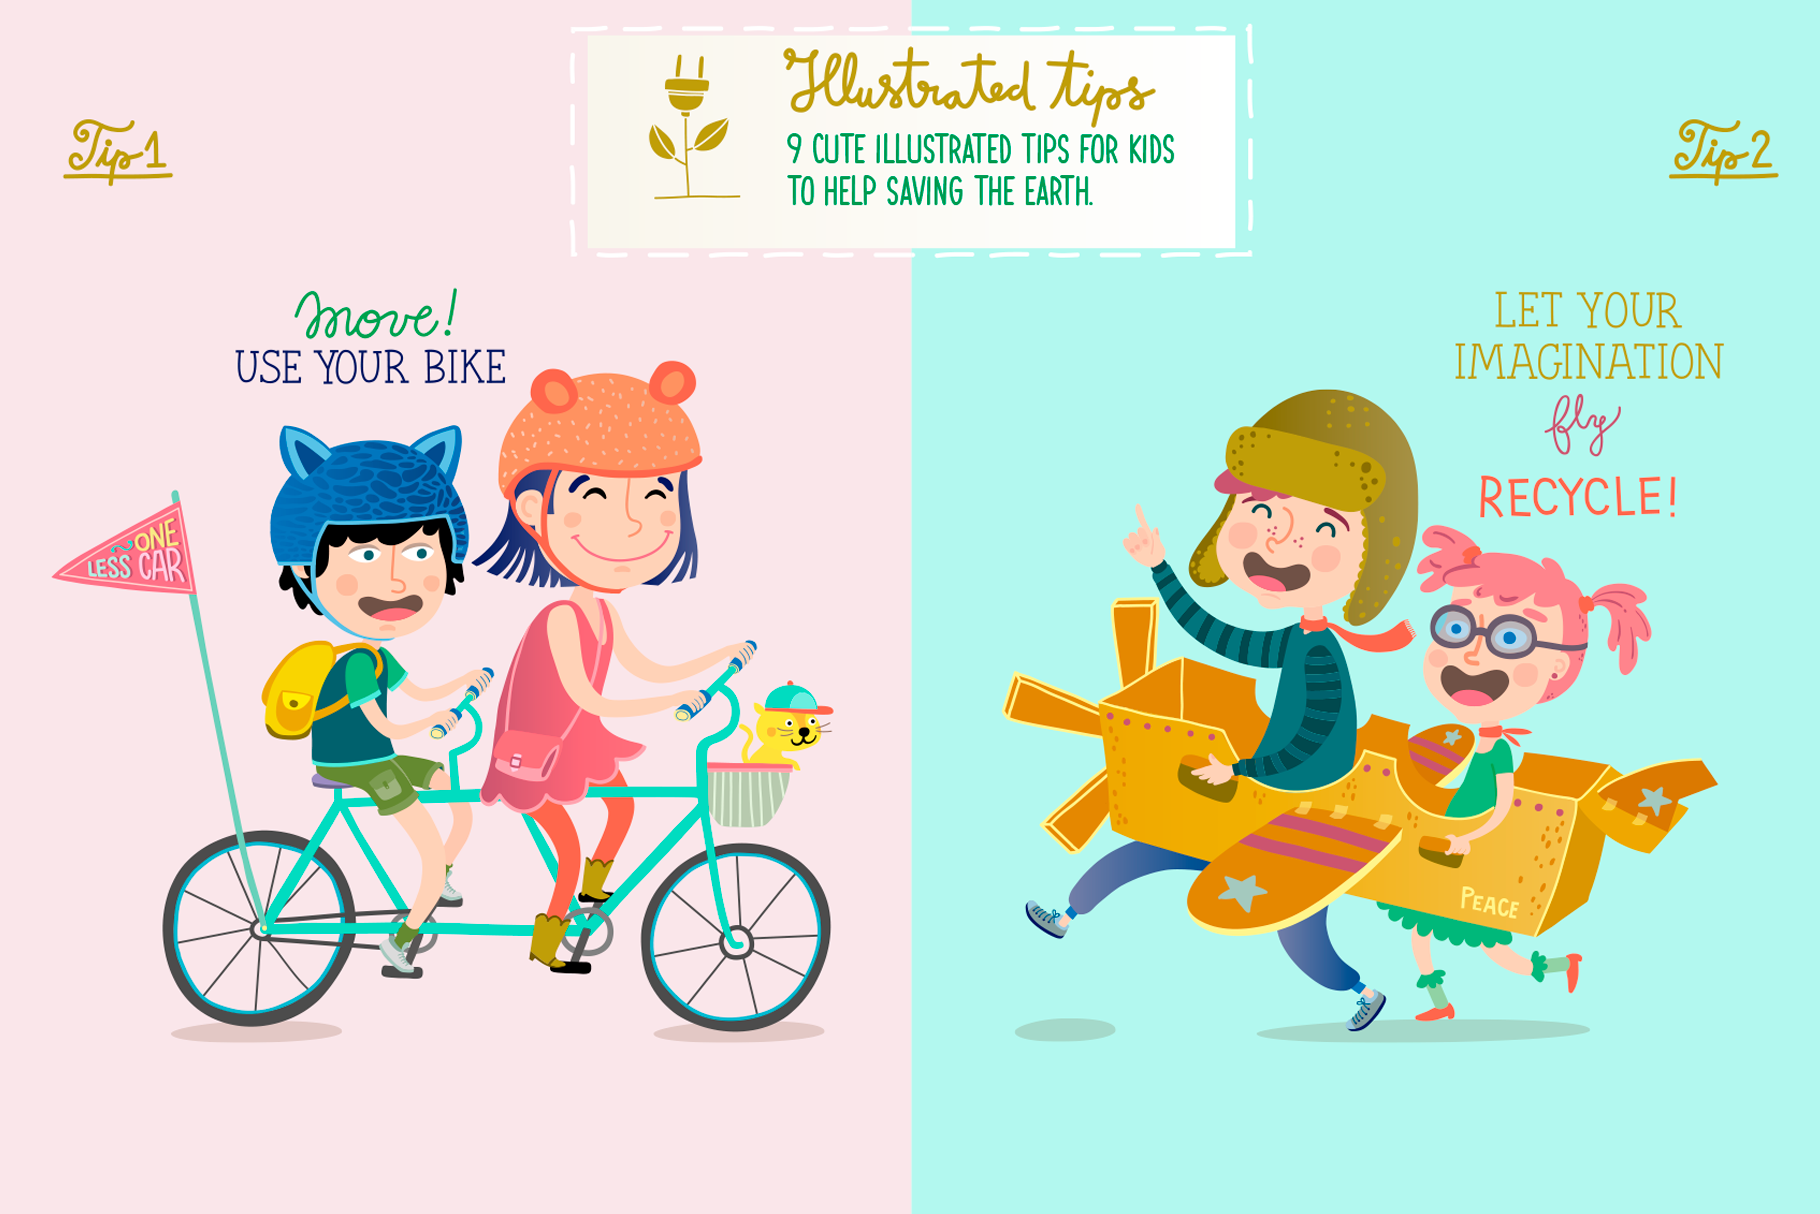 Illustrated tips
9 CUTE ILLUSTRATED TIPS FOR KIDS
TO HELP SAVING THE EARTH.
Tip 1
move!
USE YOUR BIKE
ONE
LESS CAR
Tip 2
LET YOUR
IMAGINATION
fly
RECYCLE!
PEACE